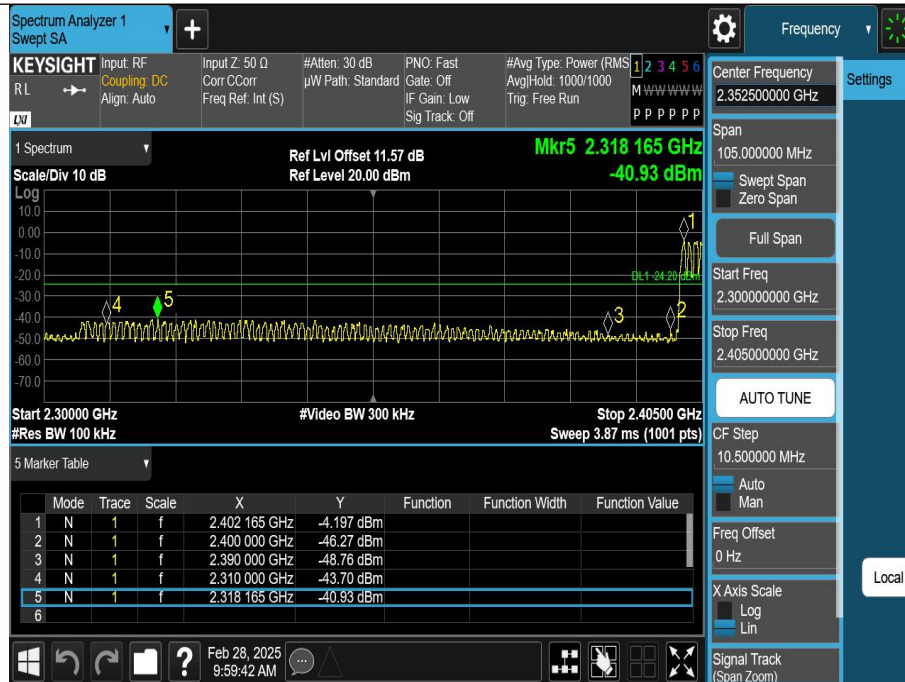 Spectrum Analyzer 1
Swept SA
+
Frequency
KEYSIGHT
RL
LXI
Input: RF
Coupling: DC
Align: Auto
Input Z: 50 Ω
Corr CCorr
Freq Ref: Int (S)
#Atten: 30 dB
µW Path: Standard
PNO: Fast
Gate: Off
IF Gain: Low
Sig Track: Off
#Avg Type: Power (RMS
Avg|Hold: 1000/1000
Trig: Free Run
1 2 3 4 5 6
M W W W W W
P P P P P P
1 Spectrum
Scale/Div 10 dB
Ref Lvl Offset 11.57 dB
Ref Level 20.00 dBm
Mkr5 2.318 165 GHz
-40.93 dBm
Log
10.0
0.00
-10.0
-20.0
-30.0
-40.0
-50.0
-60.0
-70.0
1
DL1 -24.20 dBm
4
5
3
2
Start 2.30000 GHz
#Res BW 100 kHz
#Video BW 300 kHz
Stop 2.40500 GHz
Sweep 3.87 ms (1001 pts)
5 Marker Table
Mode Trace Scale X Y Function Function Width Function Value
1 N 1 f 2.402 165 GHz -4.197 dBm
2 N 1 f 2.400 000 GHz -46.27 dBm
3 N 1 f 2.390 000 GHz -48.76 dBm
4 N 1 f 2.310 000 GHz -43.70 dBm
5 N 1 f 2.318 165 GHz -40.93 dBm
6
?
Feb 28, 2025
9:59:42 AM
Center Frequency
2.352500000 GHz
Span
105.000000 MHz
Swept Span
Zero Span
Full Span
Start Freq
2.300000000 GHz
Stop Freq
2.405000000 GHz
AUTO TUNE
CF Step
10.500000 MHz
Auto
Man
Freq Offset
0 Hz
X Axis Scale
Log
Lin
Signal Track
(Span Zoom)
Settings
Local